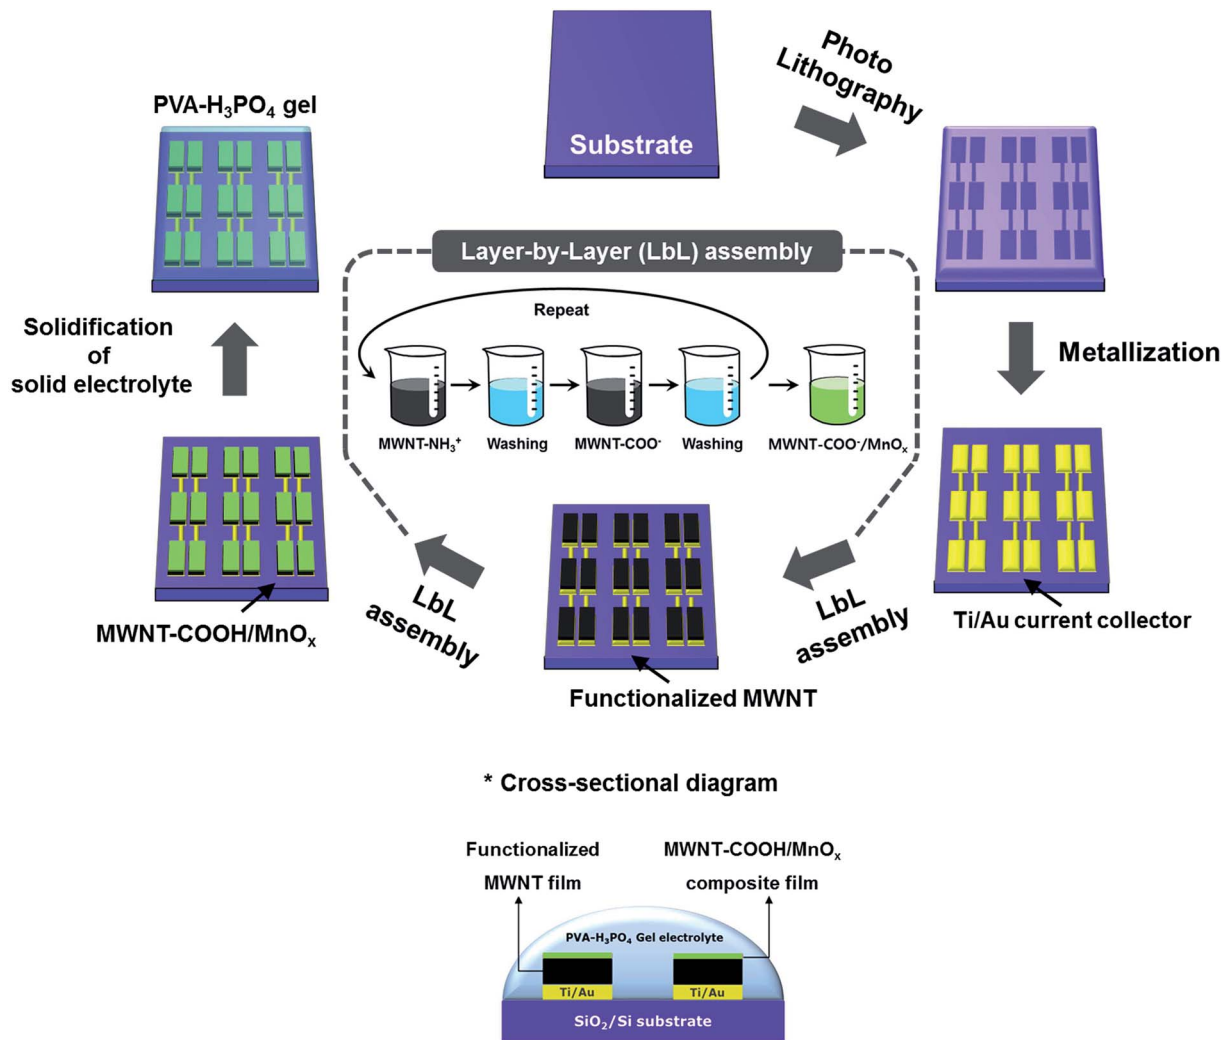 Photo
Lithography
Substrate
PVA-H₃PO₄ gel
Layer-by-Layer (LbL) assembly
Repeat
MWNT-NH₃⁺
Washing
MWNT-COO⁻
Washing
MWNT-COO⁻/MnOₓ
Metallization
Solidification
of
solid electrolyte
Ti/Au current collector
LbL
assembly
Functionalized MWNT
LbL
assembly
MWNT-COOH/MnOₓ
* Cross-sectional diagram
Functionalized
MWNT film
MWNT-COOH/MnOₓ
composite film
PVA-H₃PO₄ Gel electrolyte
Ti/Au
Ti/Au
SiO₂/Si substrate